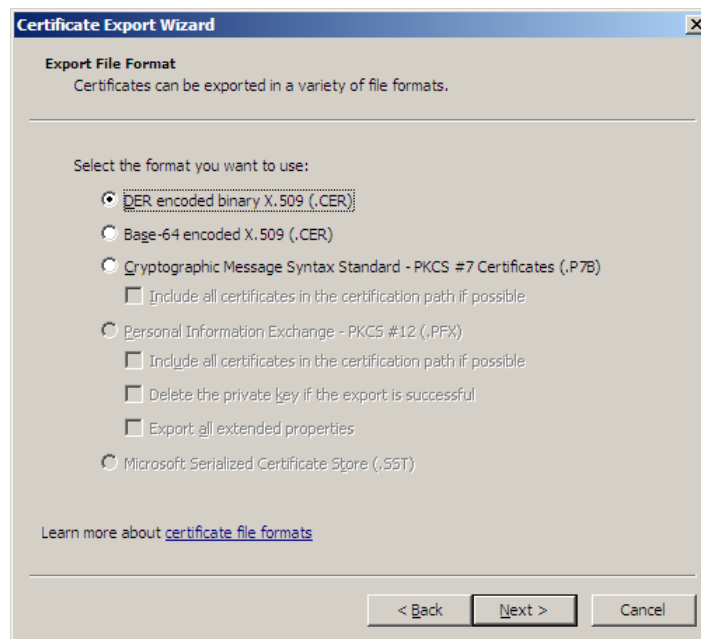 Certificate Export Wizard
Export File Format
Certificates can be exported in a variety of file formats.
Select the format you want to use:
DER encoded binary X.509 (.CER)
Base-64 encoded X.509 (.CER)
Cryptographic Message Syntax Standard - PKCS #7 Certificates (.P7B)
Include all certificates in the certification path if possible
Personal Information Exchange - PKCS #12 (.PFX)
Include all certificates in the certification path if possible
Delete the private key if the export is successful
Export all extended properties
Microsoft Serialized Certificate Store (.SST)
Learn more about certificate file formats
< Back Next > Cancel